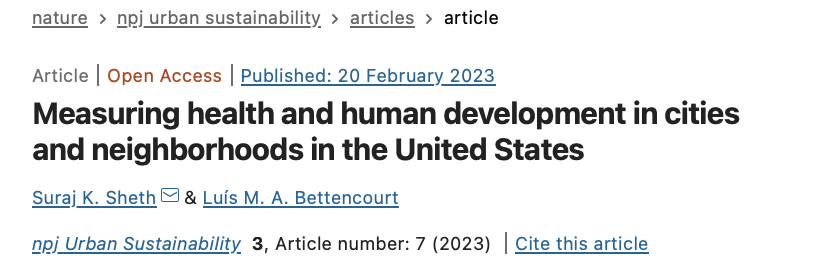 nature > npj urban sustainability > articles > article
Article | Open Access | Published: 20 February 2023
Measuring health and human development in cities
and neighborhoods in the United States
Suraj K. Sheth & Luís M. A. Bettencourt
npj Urban Sustainability 3, Article number: 7 (2023) | Cite this article